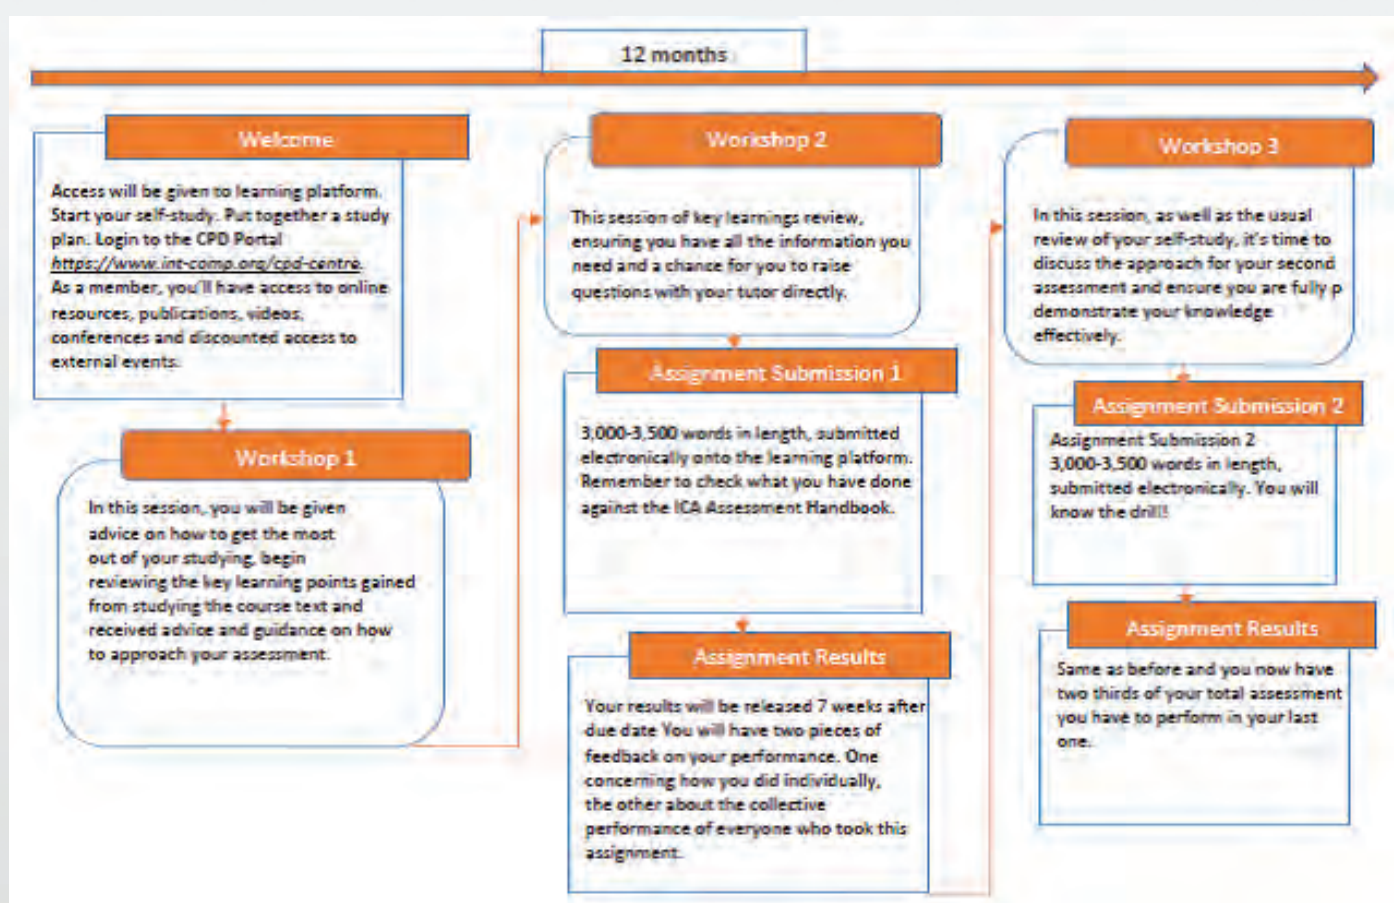 12 months
Welcome
Access will be given to learning platform.
Start your self-study. Put together a study
plan. Login to the CPD Portal
https://www.int-comp.org/cpd-centre.
As a member, you'll have access to online
resources, publications, videos,
conferences and discounted access to
external events.
Workshop 1
In this session, you will be given
advice on how to get the most
out of your studying, begin
reviewing the key learning points gained
from studying the course text and
received advice and guidance on how
to approach your assessment.
Workshop 2
This session of key learnings review,
ensuring you have all the information you
need and a chance for you to raise
questions with your tutor directly.
Assignment Submission 1
3,000-3,500 words in length, submitted
electronically onto the learning platform.
Remember to check what you have done
against the ICA Assessment Handbook.
Assignment Results
Your results will be released 7 weeks after
due date You will have two pieces of
feedback on your performance. One
concerning how you did individually,
the other about the collective
performance of everyone who took this
assignment.
Workshop 3
In this session, as well as the usual
review of your self-study, it's time to
discuss the approach for your second
assessment and ensure you are fully p
demonstrate your knowledge
effectively.
Assignment Submission 2
Assignment Submission 2
3,000-3,500 words in length,
submitted electronically. You will
know the drill!
Assignment Results
Same as before and you now have
two thirds of your total assessment
you have to perform in your last
one.